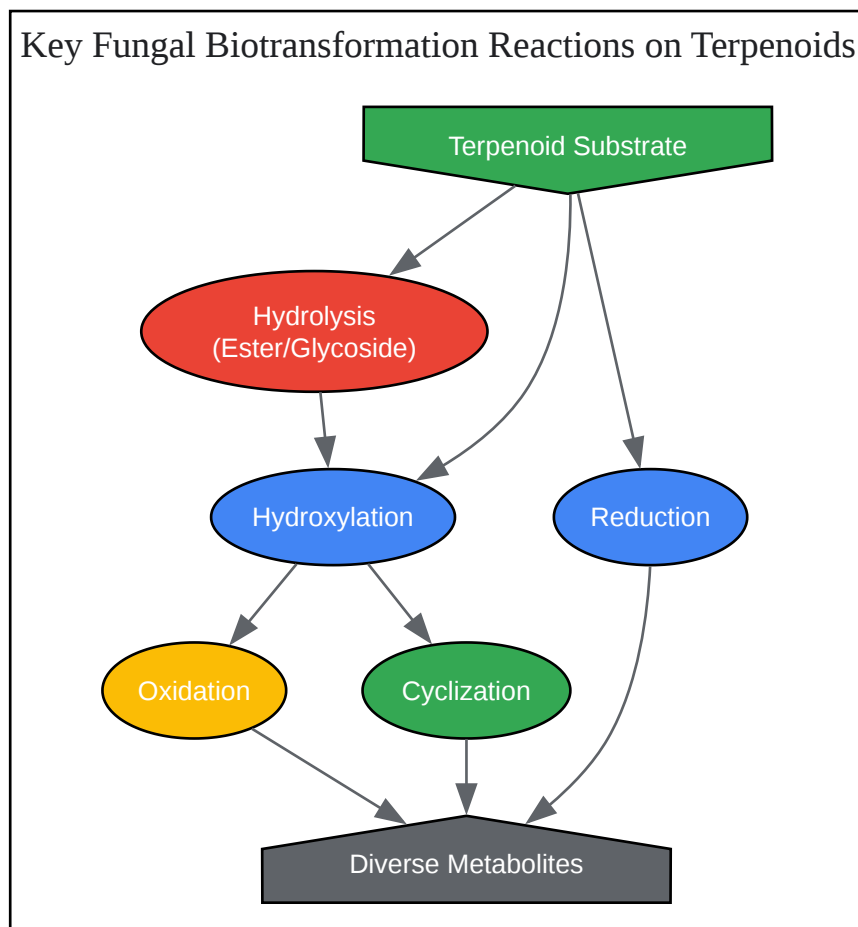 Key Fungal Biotransformation Reactions on Terpenoids
Terpenoid Substrate
Hydrolysis
(Ester/Glycoside)
Hydroxylation
Reduction
Oxidation
Cyclization
Diverse Metabolites